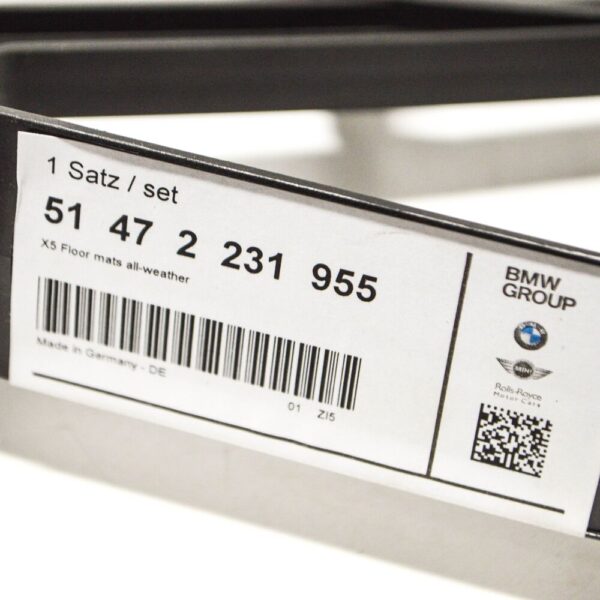 1 Satz / set
51 47 2 231 955
X5 Floor mats all-weather
Made in Germany - DE
01 ZI5
BMW
GROUP
MINI
Rolls-Royce
Motor Cars